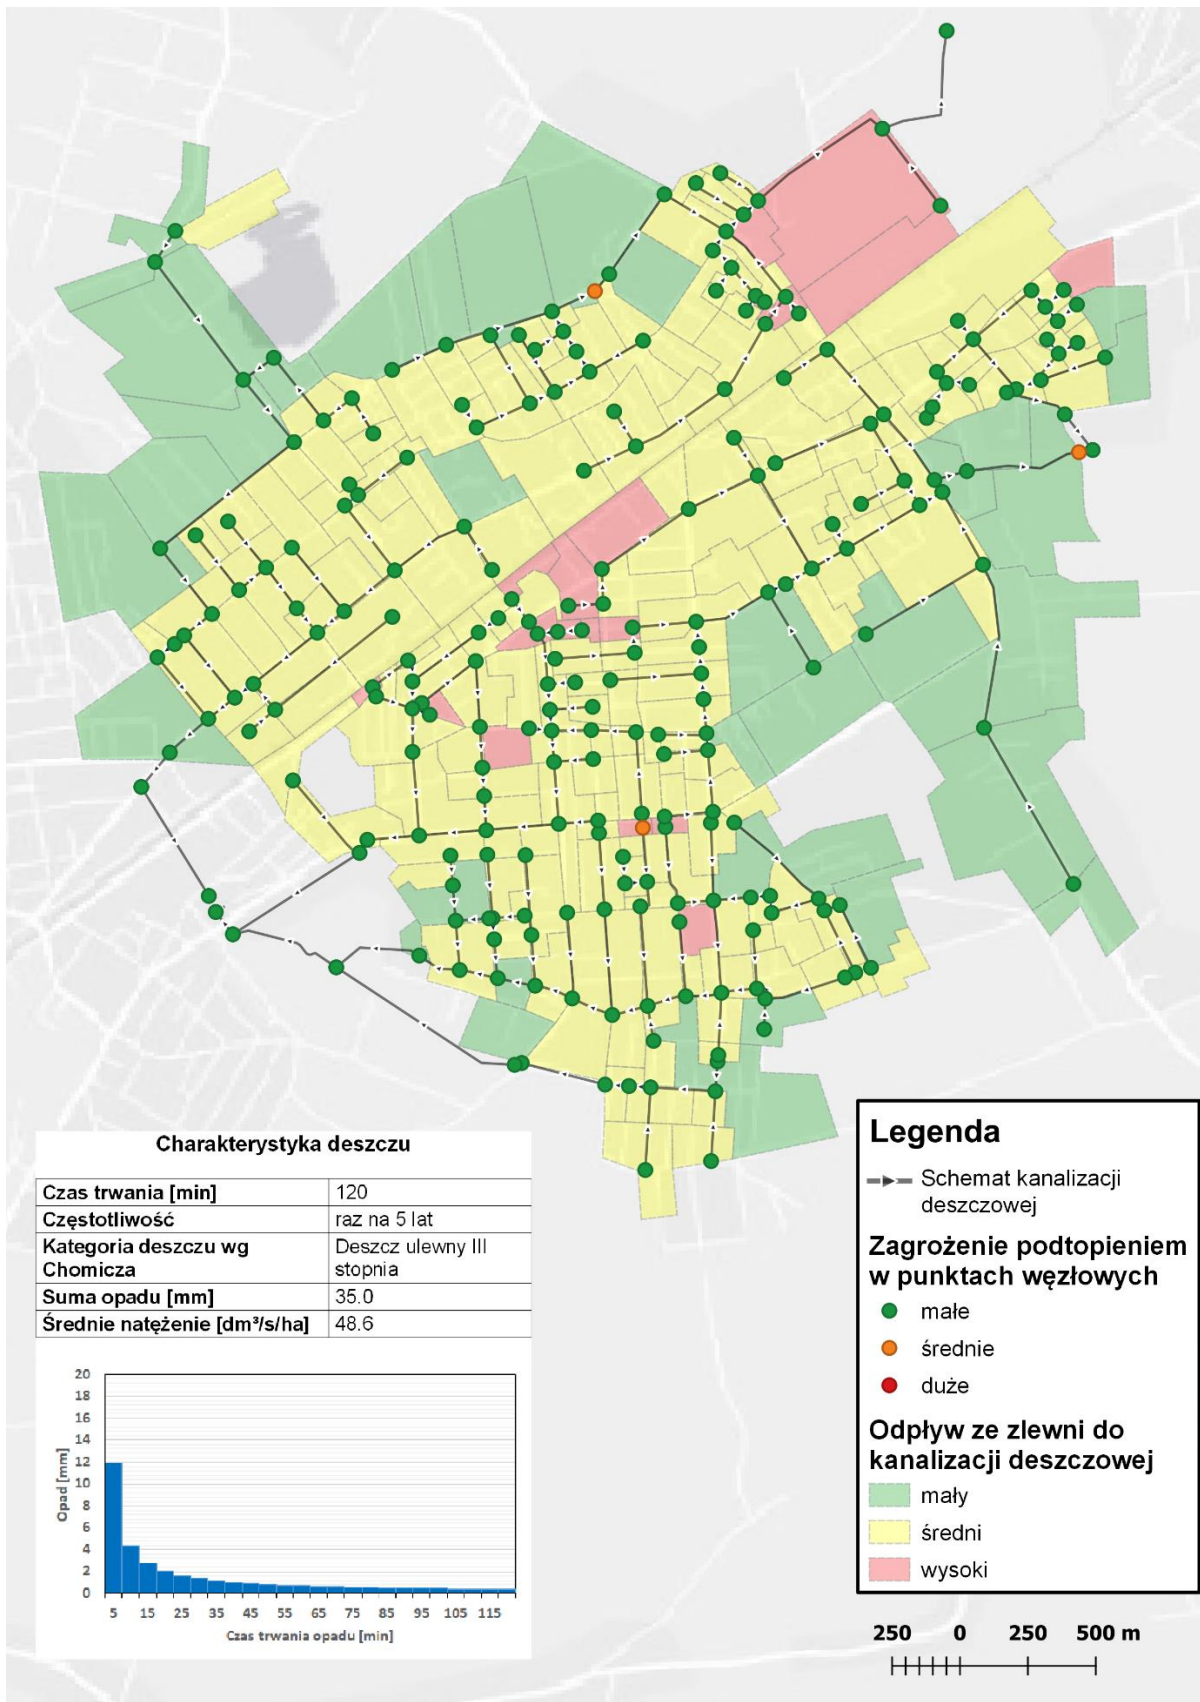 Charakterystyka deszczu
Czas trwania [min] 120
Częstotliwość raz na 5 lat
Kategoria deszczu wg Chomicza Deszcz ulewny III stopnia
Suma opadu [mm] 35.0
Średnie natężenie [dm³/s/ha] 48.6
20
18
16
14
12
10
8
6
4
2
0
Opad [mm]
5 15 25 35 45 55 65 75 85 95 105 115
Czas trwania opadu [min]
Legenda
Schemat kanalizacji
deszczowej
Zagrożenie podtopieniem
w punktach węzłowych
małe
średnie
duże
Odpływ ze zlewni do
kanalizacji deszczowej
mały
średni
wysoki
250 0 250 500 m